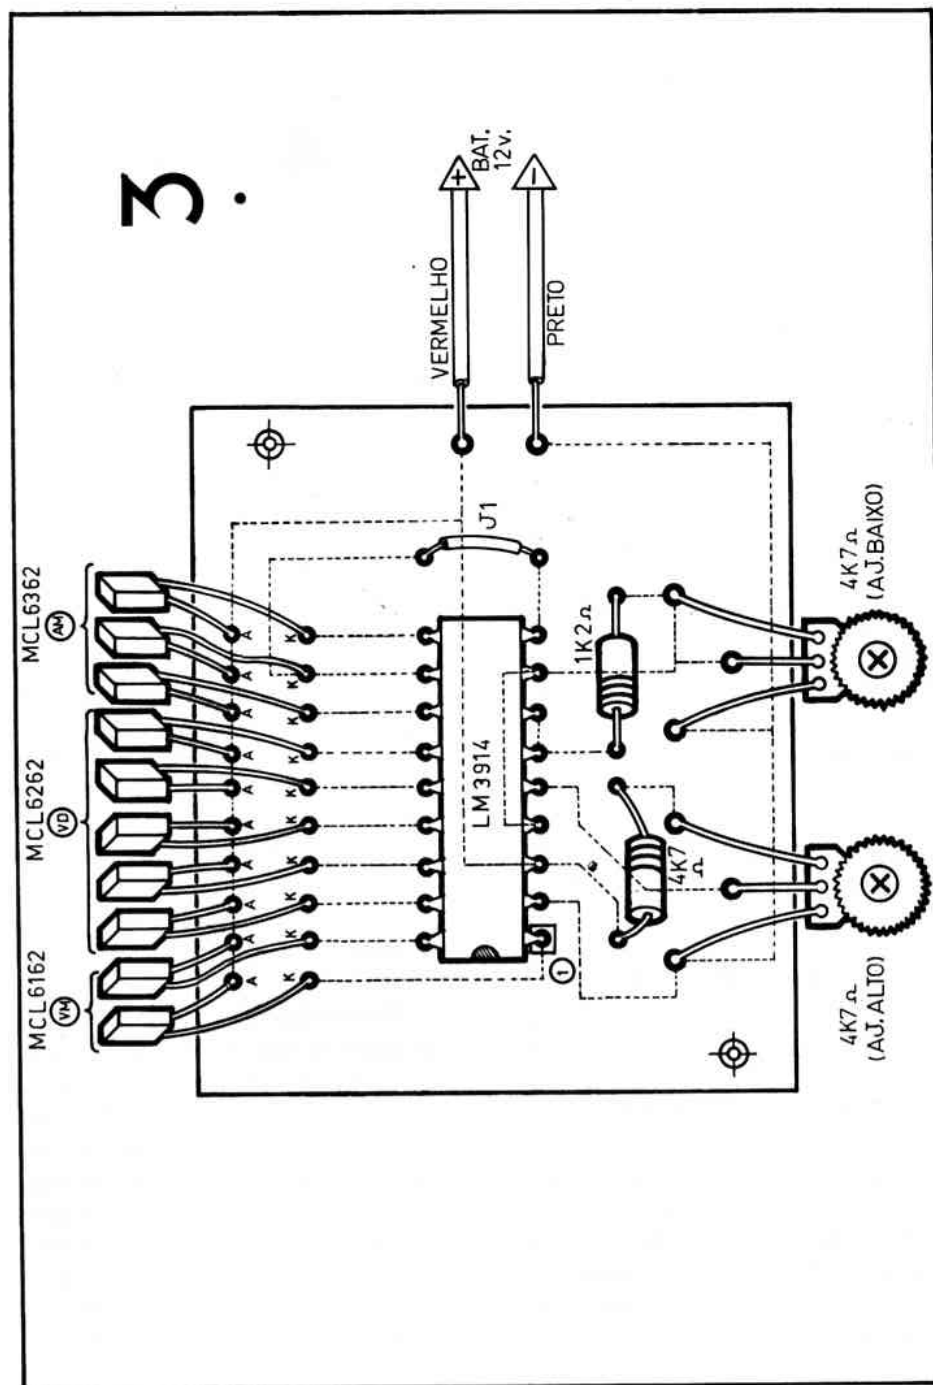 3.
MCL6162
VM
MCL6262
VD
MCL6362
AM
A A A A A A A A A A
K K K K K K K K K K
LM3914
1
J1
VERMELHO
+
BAT.
12v.
PRETO
-
4K7
Ω
1K2Ω
4K7Ω
(AJ. ALTO)
4K7Ω
(AJ.BAIXO)